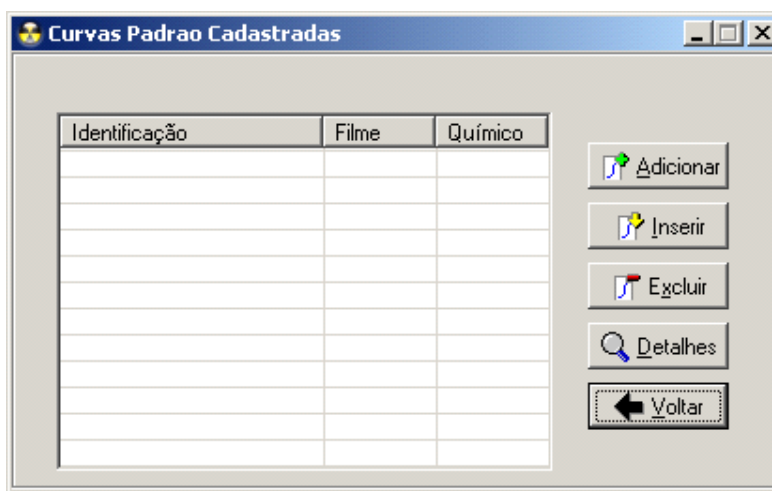 Curvas Padrao Cadastradas
Identificação Filme Químico
Adicionar
Inserir
Excluir
Detalhes
Voltar